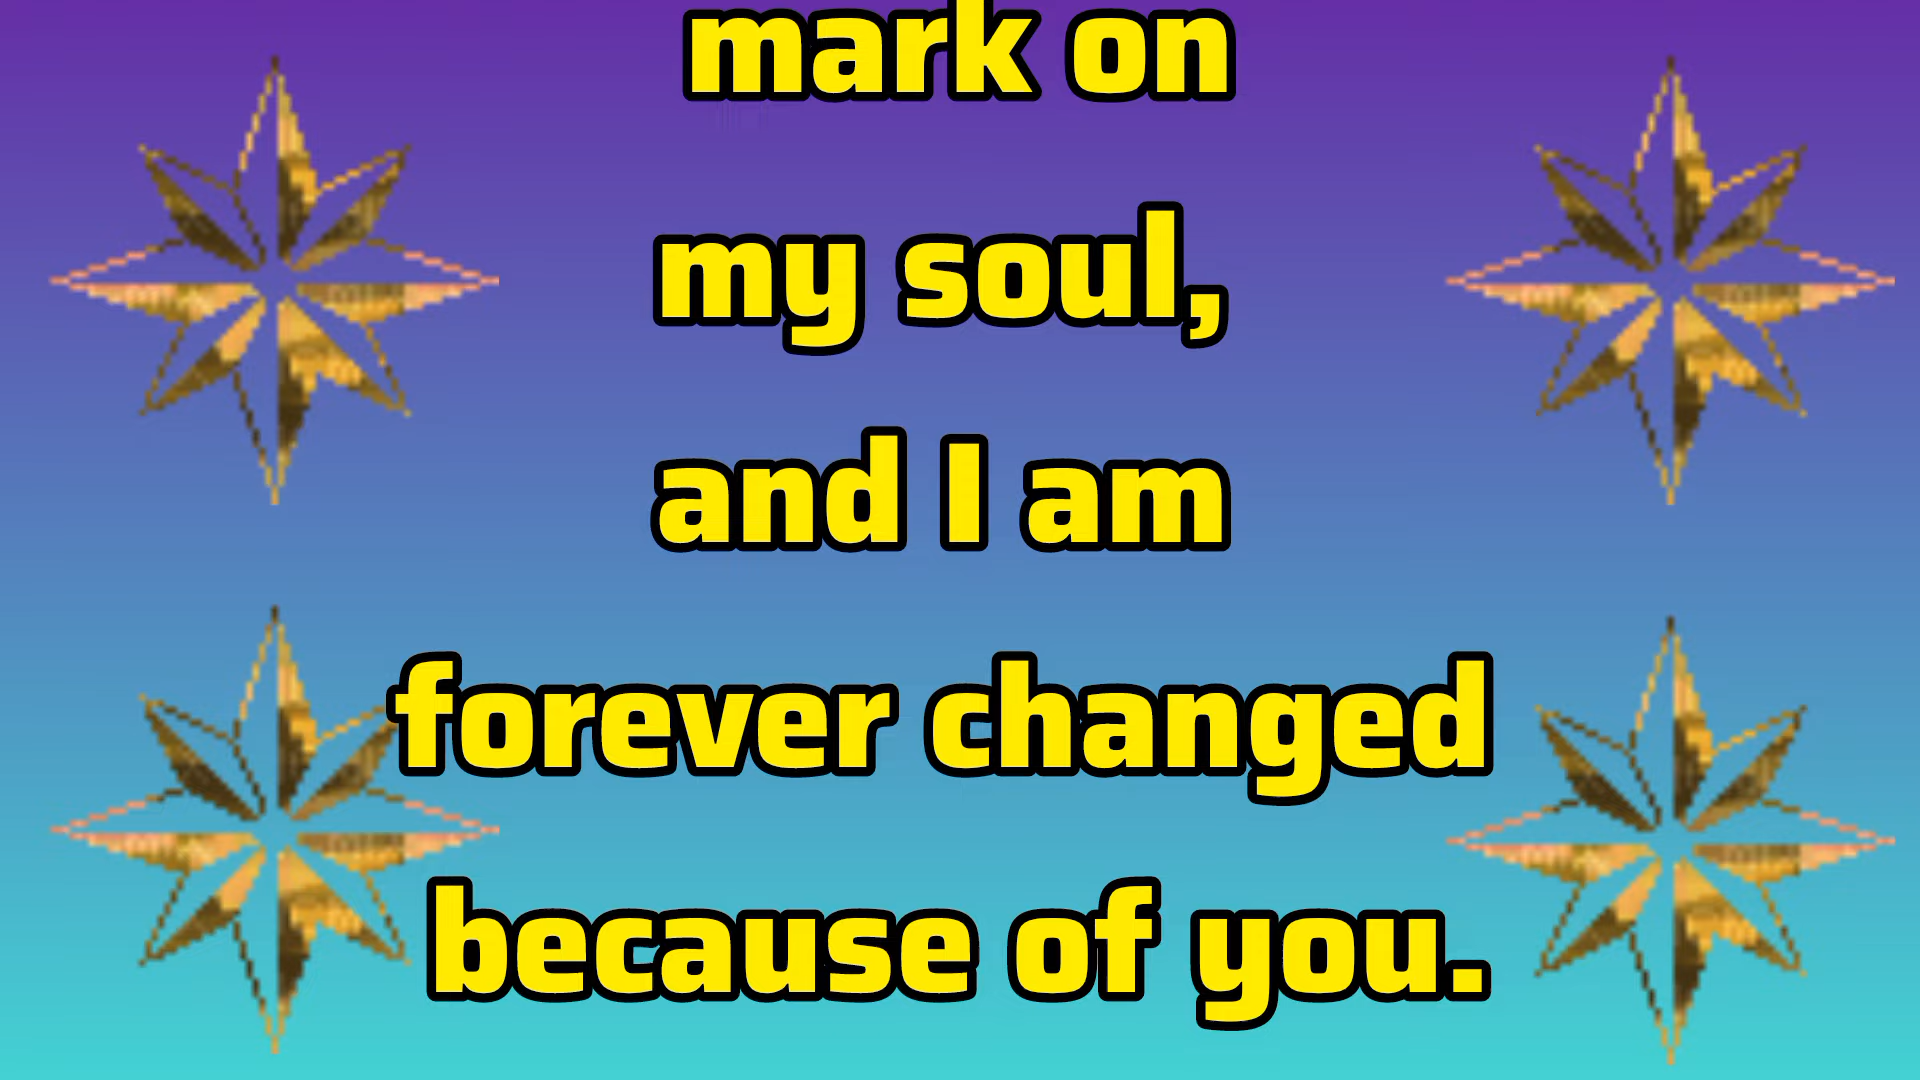 mark on
my soul,
and I am
forever changed
because of you.